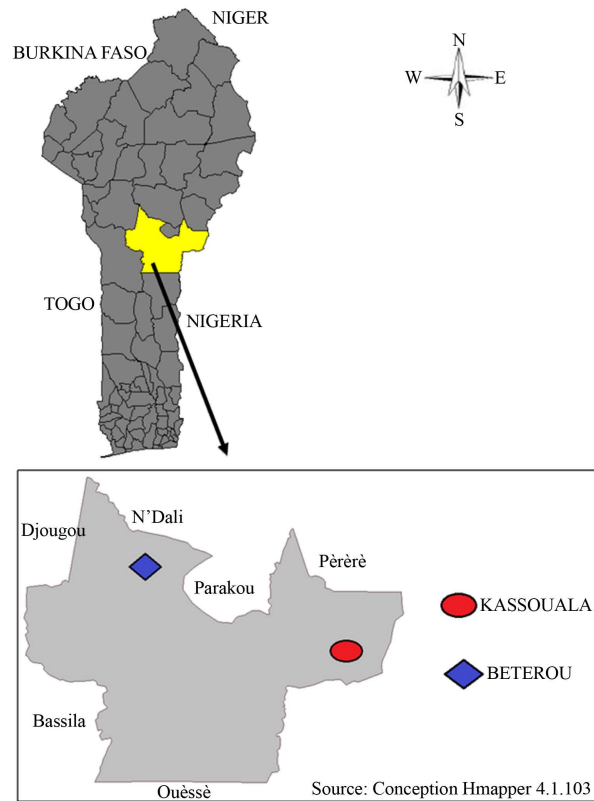 NIGER
BURKINA FASO
N
W
E
S
TOGO
NIGERIA
N'Dali
Djougou
Pèrèrè
Parakou
KASSOUALA
BETEROU
Bassila
Ouèssè
Source: Conception Hmapper 4.1.103